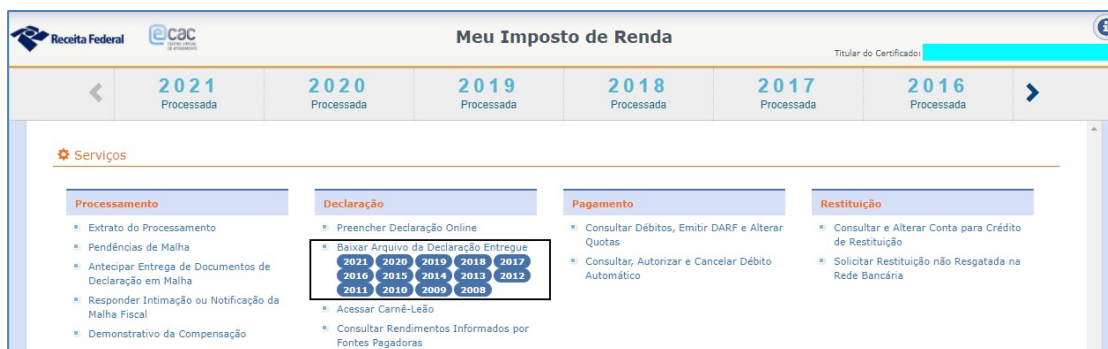 Receita Federal
ecac
Meu Imposto de Renda
Titular do Certificado:
2021
2020
2019
2018
2017
2016
Processada
Processada
Processada
Processada
Processada
Processada
Serviços
Processamento
Extrato do Processamento
Pendências de Malha
Antecipar Entrega de Documentos de
Declaração em Malha
Responder Intimação ou Notificação da
Malha Fiscal
Demonstrativo da Compensação
Declaração
Preencher Declaração Online
Baixar Arquivo da Declaração Entregue
2021 2020 2019 2018 2017
2016 2015 2014 2013 2012
2011 2010 2009 2008
Acessar Carnê-Leão
Consultar Rendimentos Informados por
Fontes Pagadoras
Pagamento
Consultar Débitos, Emitir DARF e Alterar
Quotas
Consultar, Autorizar e Cancelar Débito
Automático
Restituição
Consultar e Alterar Conta para Crédito
de Restituição
Solicitar Restituição não Resgatada na
Rede Bancária